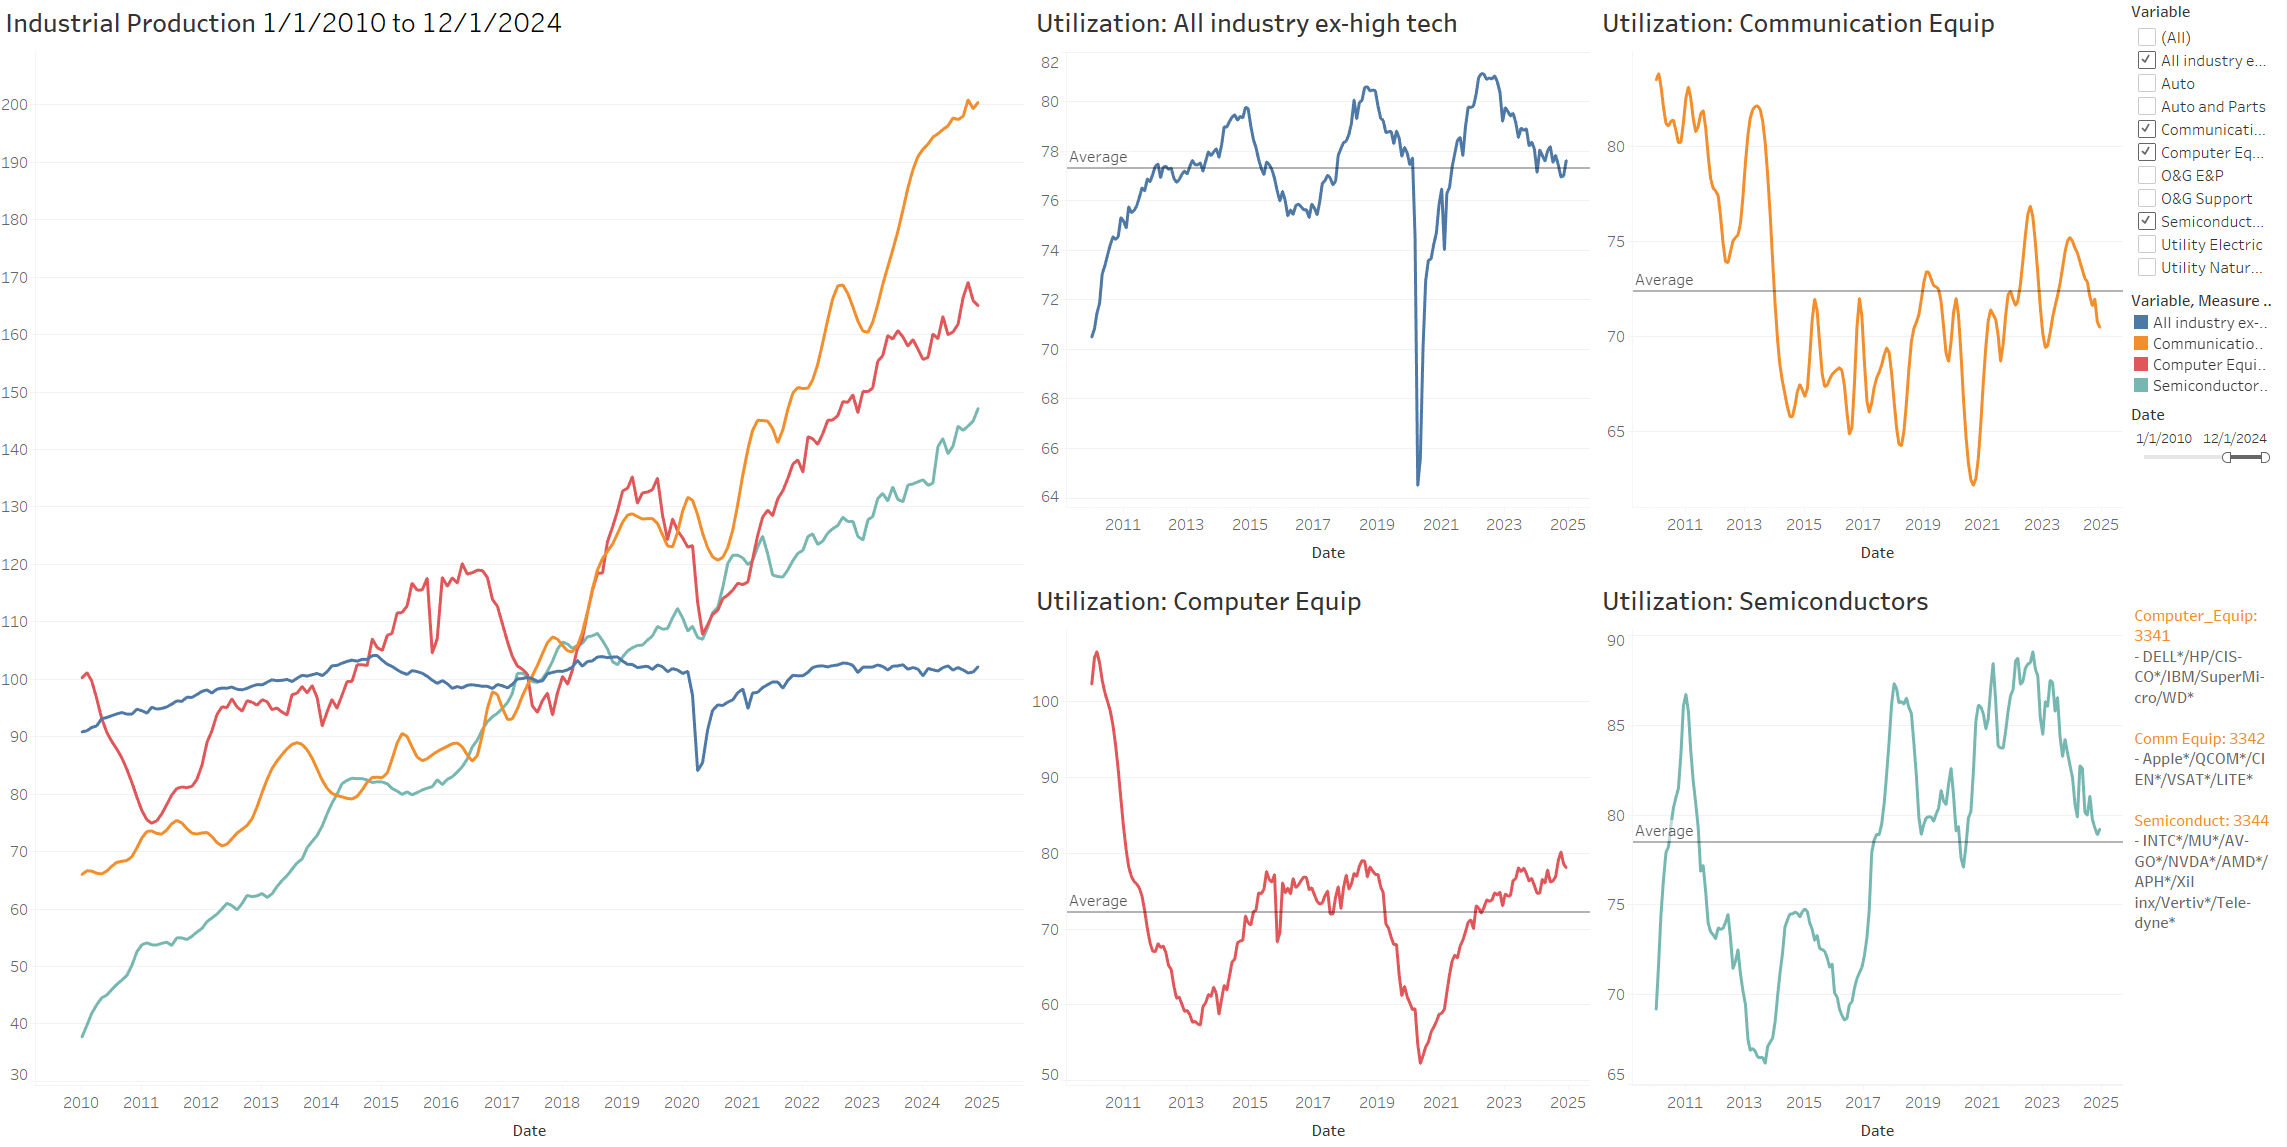 Industrial Production 1/1/2010 to 12/1/2024
200
190
180
170
160
150
140
130
120
110
100
90
80
70
60
50
40
30
2010 2011 2012 2013 2014 2015 2016 2017 2018 2019 2020 2021 2022 2023 2024 2025
Date
Utilization: All industry ex-high tech
82
80
78
76
74
72
70
68
66
64
Average
2011 2013 2015 2017 2019 2021 2023 2025
Date
Utilization: Communication Equip
80
75
70
65
Average
2011 2013 2015 2017 2019 2021 2023 2025
Date
Utilization: Computer Equip
100
90
80
70
60
50
Average
2011 2013 2015 2017 2019 2021 2023 2025
Date
Utilization: Semiconductors
90
85
80
75
70
65
Average
2011 2013 2015 2017 2019 2021 2023 2025
Date
Variable
(All)
All industry e...
Auto
Auto and Parts
Communicati...
Computer Eq...
O&G E&P
O&G Support
Semiconduct...
Utility Electric
Utility Natur...
Variable, Measure ..
All industry ex-..
Communicatio..
Computer Equi..
Semiconductor..
Date
1/1/2010 12/1/2024
Computer_Equip:
3341
- DELL*/HP/CIS-
CO*/IBM/SuperMi-
cro/WD*
Comm Equip: 3342
- Apple*/QCOM*/CI
EN*/VSAT*/LITE*
Semiconduct: 3344
- INTC*/MU*/AV-
GO*/NVDA*/AMD*/
APH*/Xil
inx/Vertiv*/Tele-
dyne*